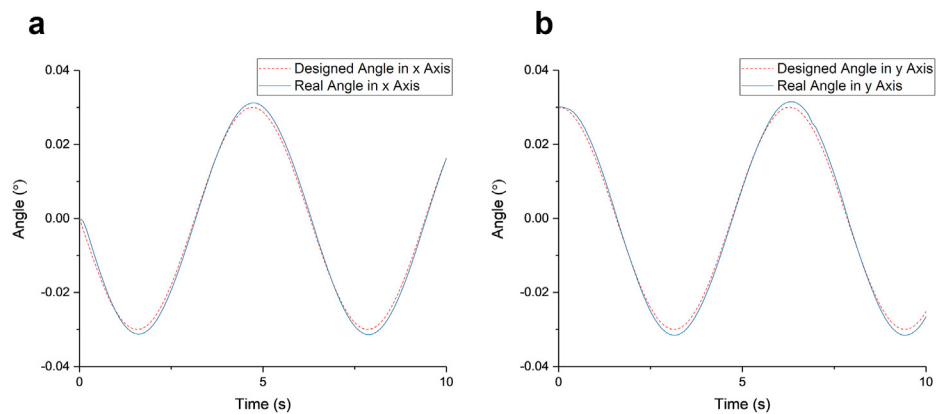 a
Designed Angle in x Axis
Real Angle in x Axis
0.04
0.02
0.00
-0.02
-0.04
Angle (°)
0
5
10
Time (s)
b
Designed Angle in y Axis
Real Angle in y Axis
0.04
0.02
0.00
-0.02
-0.04
Angle (°)
0
5
10
Time (s)